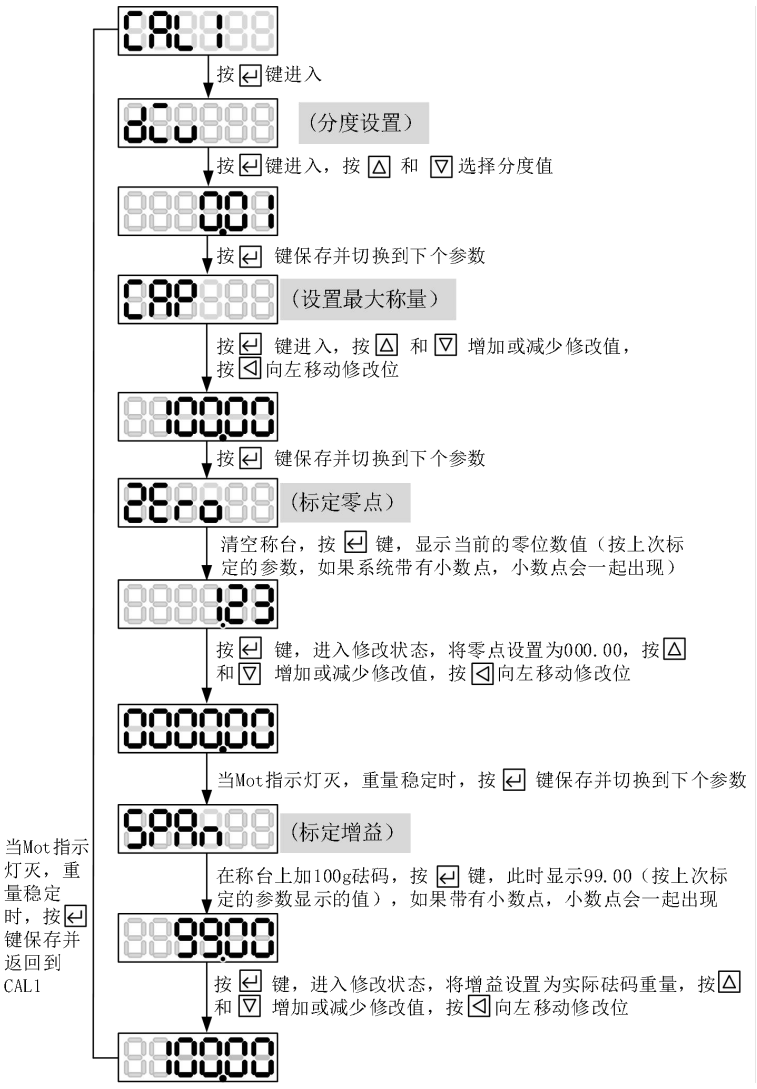 CAL1
按 键进入
dCu
(分度设置)
按 键进入，按 和 选择分度值
0.01
按 键保存并切换到下个参数
CAP
(设置最大称量)
按 键进入，按 和 增加或减少修改值，
按 向左移动修改位
100.00
按 键保存并切换到下个参数
2Ero
(标定零点)
清空称台，按 键，显示当前的零位数值（按上次标
定的参数，如果系统带有小数点，小数点会一起出现）
1.23
按 键，进入修改状态，将零点设置为000.00，按
和 增加或减少修改值，按 向左移动修改位
0000.00
当Mot指示灯灭，重量稳定时，按 键保存并切换到下个参数
SPAn
(标定增益)
在称台上加100g砝码，按 键，此时显示99.00（按上次标
定的参数显示的值），如果带有小数点，小数点会一起出现
99.00
按 键，进入修改状态，将增益设置为实际砝码重量，按
和 增加或减少修改值，按 向左移动修改位
100.00
当Mot指示
灯灭，重
量稳定
时，按
键保存并
返回到
CAL1